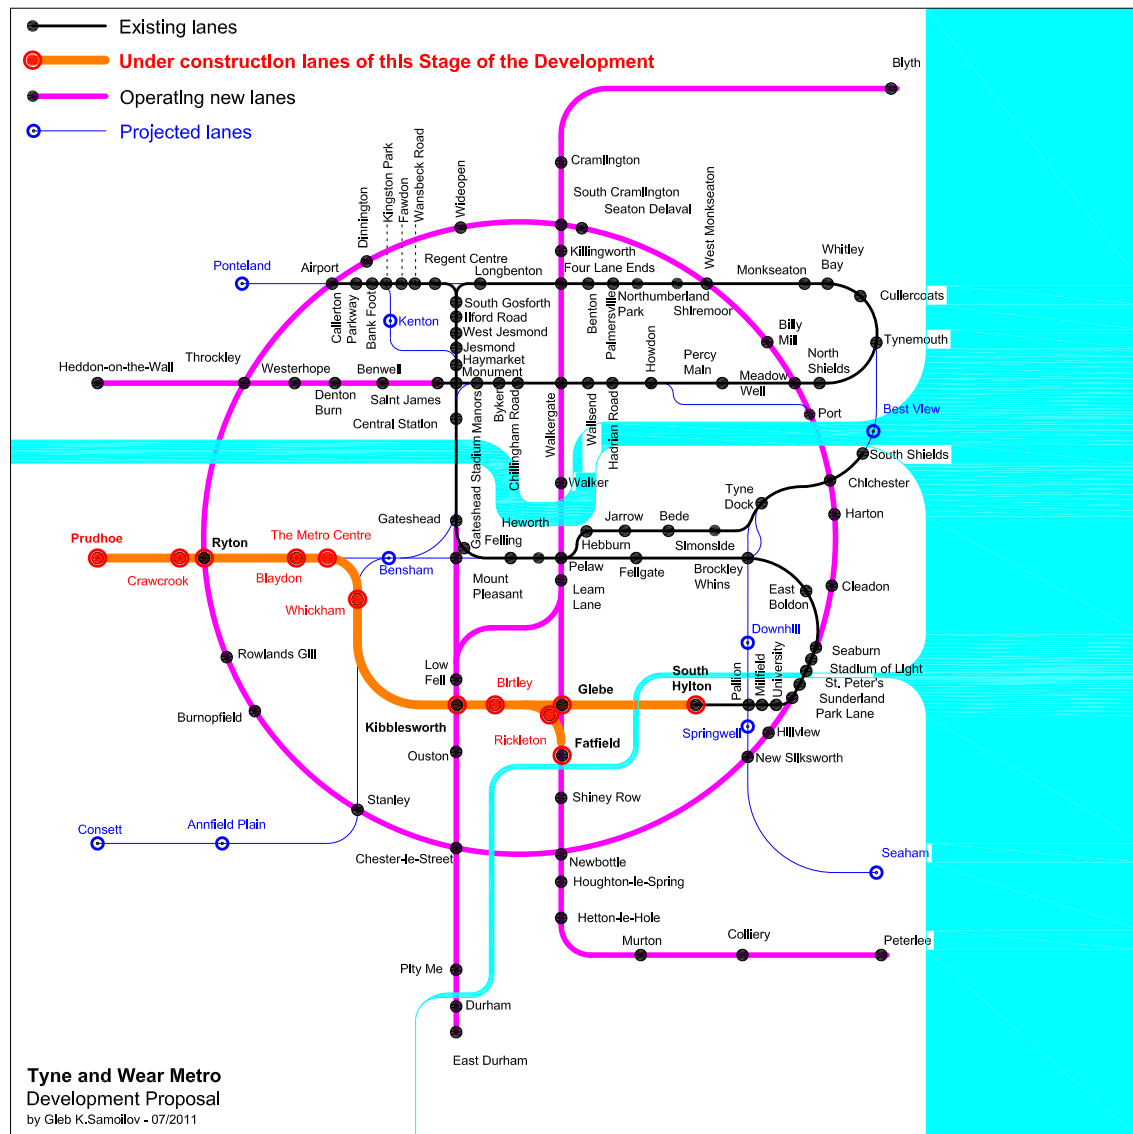 Existing lanes
Under construction lanes of this Stage of the Development
Operating new lanes
Projected lanes
Blyth
Cramlington
South Cramlington
Seaton Delaval
Killingworth
Four Lane Ends
West Monkseaton
Wideopen
Dinnington
Kingston Park
Fawdon
Wansbeck Road
Regent Centre
Longbenton
Ponteland
Airport
Callerton
Parkway
Bank Foot
Kenton
South Gosforth
Ilford Road
West Jesmond
Jesmond
Haymarket
Monument
Benton
Palmersville
Northumberland
Park
Shiremoor
Monkseaton
Whitley
Bay
Cullercoats
Tynemouth
Billy
Mill
North
Shields
Meadow
Well
Percy
Main
Howdon
Heddon-on-the-Wall
Throckley
Westerhope
Denton
Burn
Benwell
Saint James
Central Station
Manors
Byker
Chillingham Road
Walkergate
Wallsend
Hadrian Road
Port
Best View
South Shields
Chichester
Harton
Cleadon
Walker
Tyne
Dock
Gateshead
Gateshead Stadium
Felling
Heworth
Mount
Pleasant
Pelaw
Hebburn
Jarrow
Bede
Simonside
Fellgate
Brockley
Whins
East
Boldon
Leam
Lane
Prudhoe
Crawcrook
Ryton
Blaydon
The Metro Centre
Bensham
Whickham
Rowlands Gill
Burnopfield
Low
Fell
Kibblesworth
Birtley
Rickleton
Glebe
Fatfield
South
Hylton
Downhill
Pallion
Millfield
University
Seaburn
Stadium of Light
St. Peter's
Sunderland
Park Lane
Springwell
Hillview
New Silksworth
Ouston
Stanley
Chester-le-Street
Consett
Annfield Plain
Shiney Row
Newbottle
Houghton-le-Spring
Hetton-le-Hole
Murton
Colliery
Peterlee
Seaham
Pity Me
Durham
East Durham
Tyne and Wear Metro
Development Proposal
by Gleb K.Samoilov - 07/2011